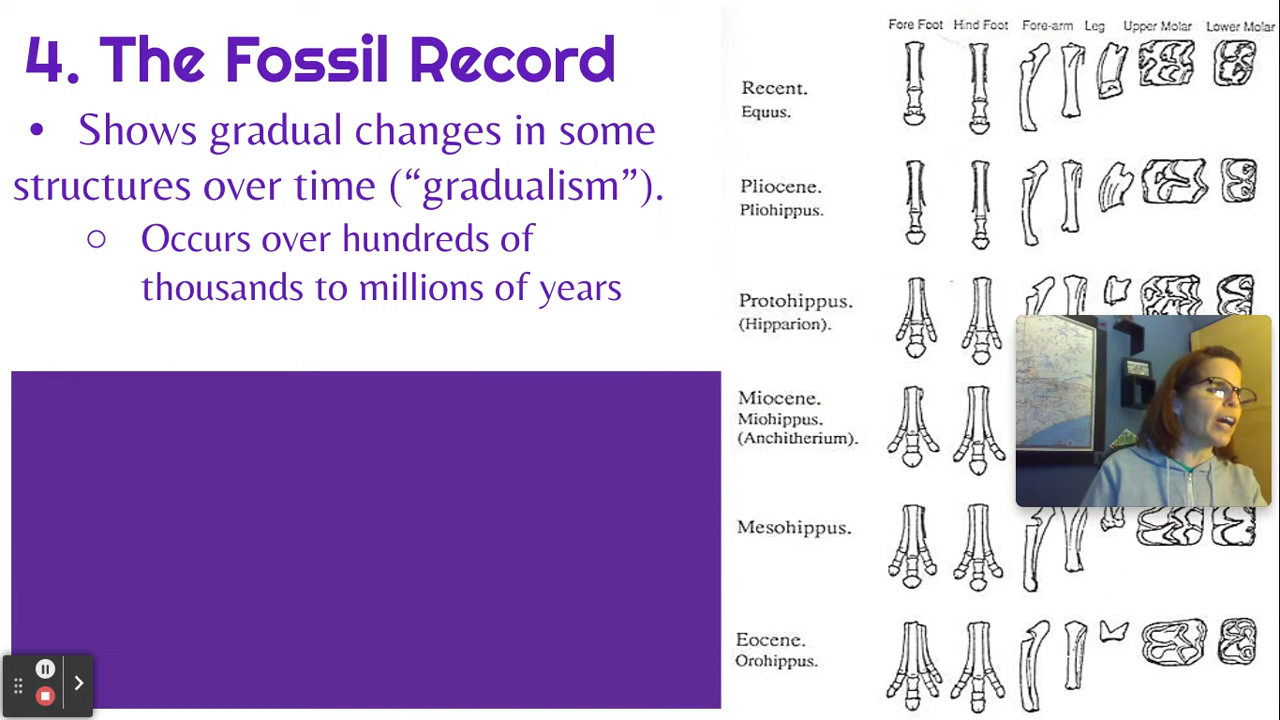 4. The Fossil Record
• Shows gradual changes in some
structures over time (“gradualism”).
○ Occurs over hundreds of
thousands to millions of years
Fore Foot Hind Foot Fore-arm Leg Upper Molar Lower Molar
Recent.
Equus.
Pliocene.
Pliohippus.
Protohippus.
(Hipparion).
Miocene.
Miohippus.
(Anchitherium).
Mesohippus.
Eocene.
Orohippus.